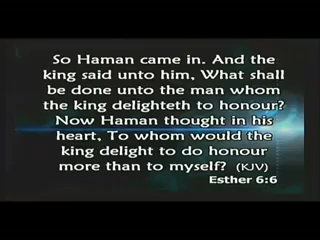 So Haman came in. And the
king said unto him, What shall
be done unto the man whom
the king delighteth to honour?
Now Haman thought in his
heart, To whom would the
king delight to do honour
more than to myself? (KJV)
Esther 6:6